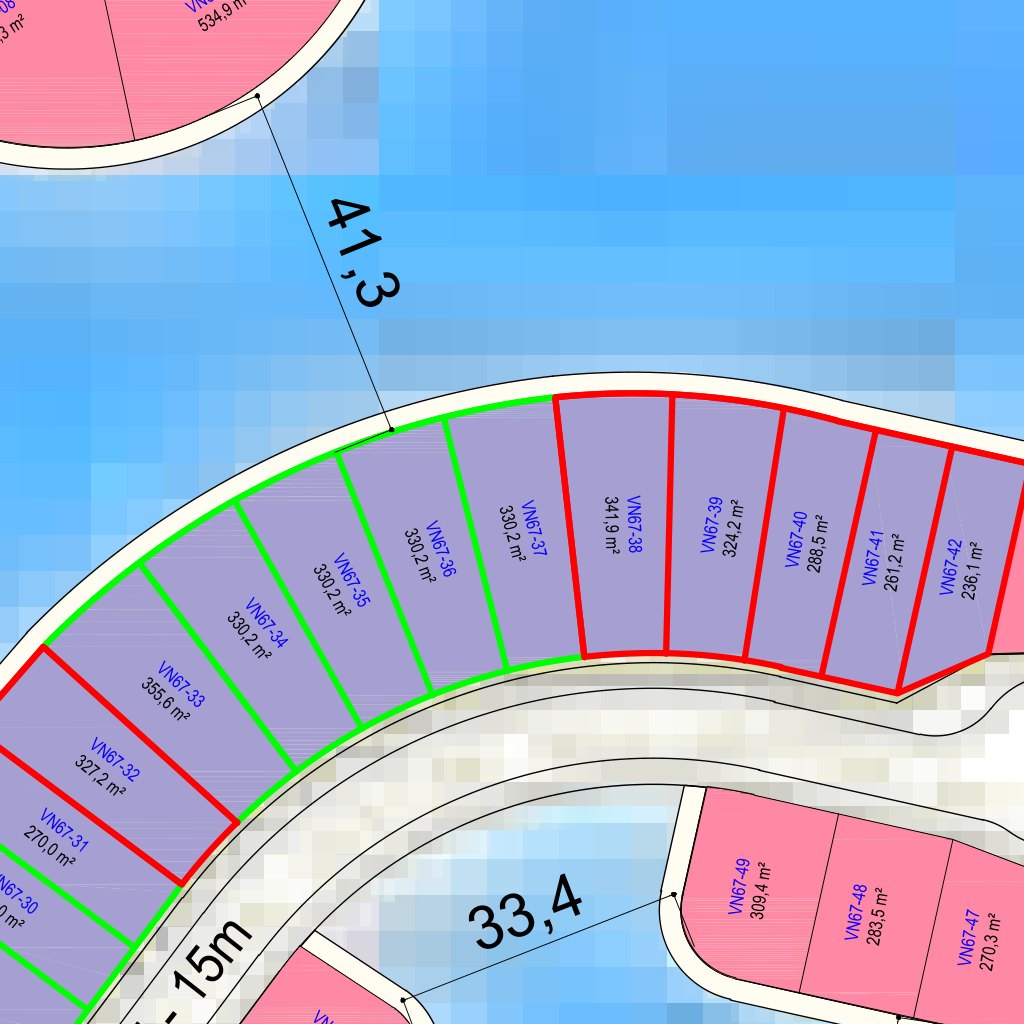 534,9 m²
41,3
VN67-38
341,9 m²
VN67-39
324,2 m²
VN67-40
288,5 m²
VN67-41
261,2 m²
VN67-42
236,1 m²
VN67-37
330,2 m²
VN67-36
330,2 m²
VN67-35
330,2 m²
VN67-34
330,2 m²
VN67-33
355,6 m²
VN67-32
327,2 m²
VN67-31
270,0 m²
VN67-30
0 m²
- 15m
33,4
VN67-49
309,4 m²
VN67-48
283,5 m²
VN67-47
270,3 m²